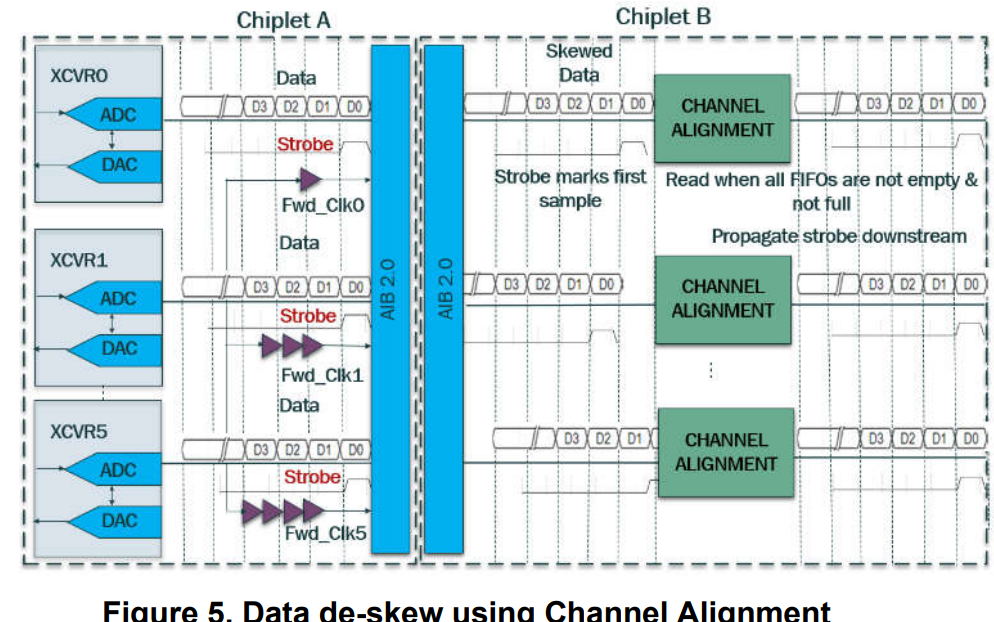 Chiplet A
Chiplet B
XCVR0
ADC
DAC
Data
D3 D2 D1 D0
Strobe
Fwd_Clk0
XCVR1
ADC
DAC
Data
D3 D2 D1 D0
Strobe
Fwd_Clk1
XCVR5
ADC
DAC
Data
D3 D2 D1 D0
Strobe
Fwd_Clk5
AIB 2.0
AIB 2.0
Skewed
Data
D3 D2 D1 D0
Strobe marks first
sample
CHANNEL
ALIGNMENT
D3 D2 D1 D0
Read when all FIFOs are not empty &
not full
Propagate strobe downstream
D3 D2 D1 D0
CHANNEL
ALIGNMENT
D3 D2 D1 D0
D3 D2 D1
CHANNEL
ALIGNMENT
D3 D2 D1 D0
Figure 5. Data de-skew using Channel Alignment